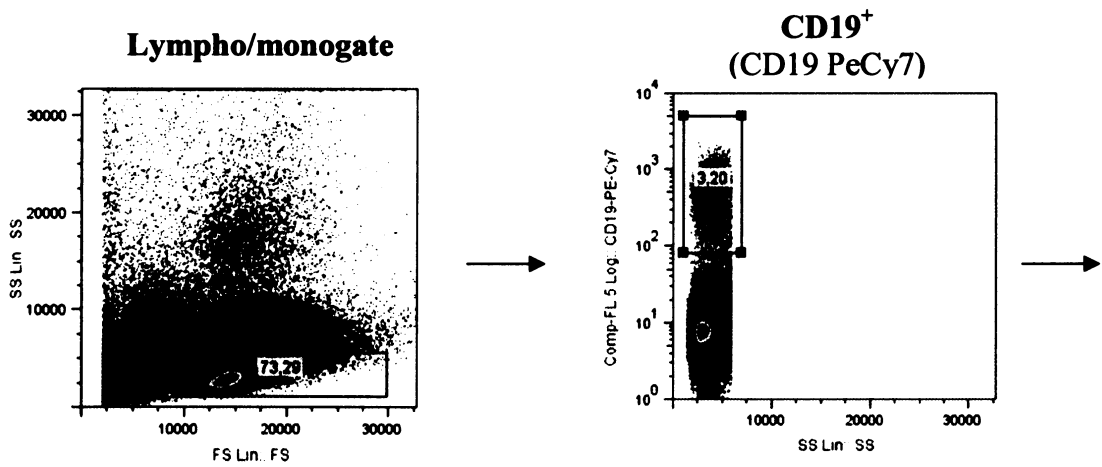 Lympho/monogate
30000
20000
10000
SS Lin SS
73,20
10000 20000 30000
FS Lin., FS
CD19+
(CD19 PeCy7)
10^4
10^3
10^2
10^1
10^0
Comp-FL 5 Log:. CD19-PE-Cy7
3,20
10000 20000 30000
SS Lin: SS